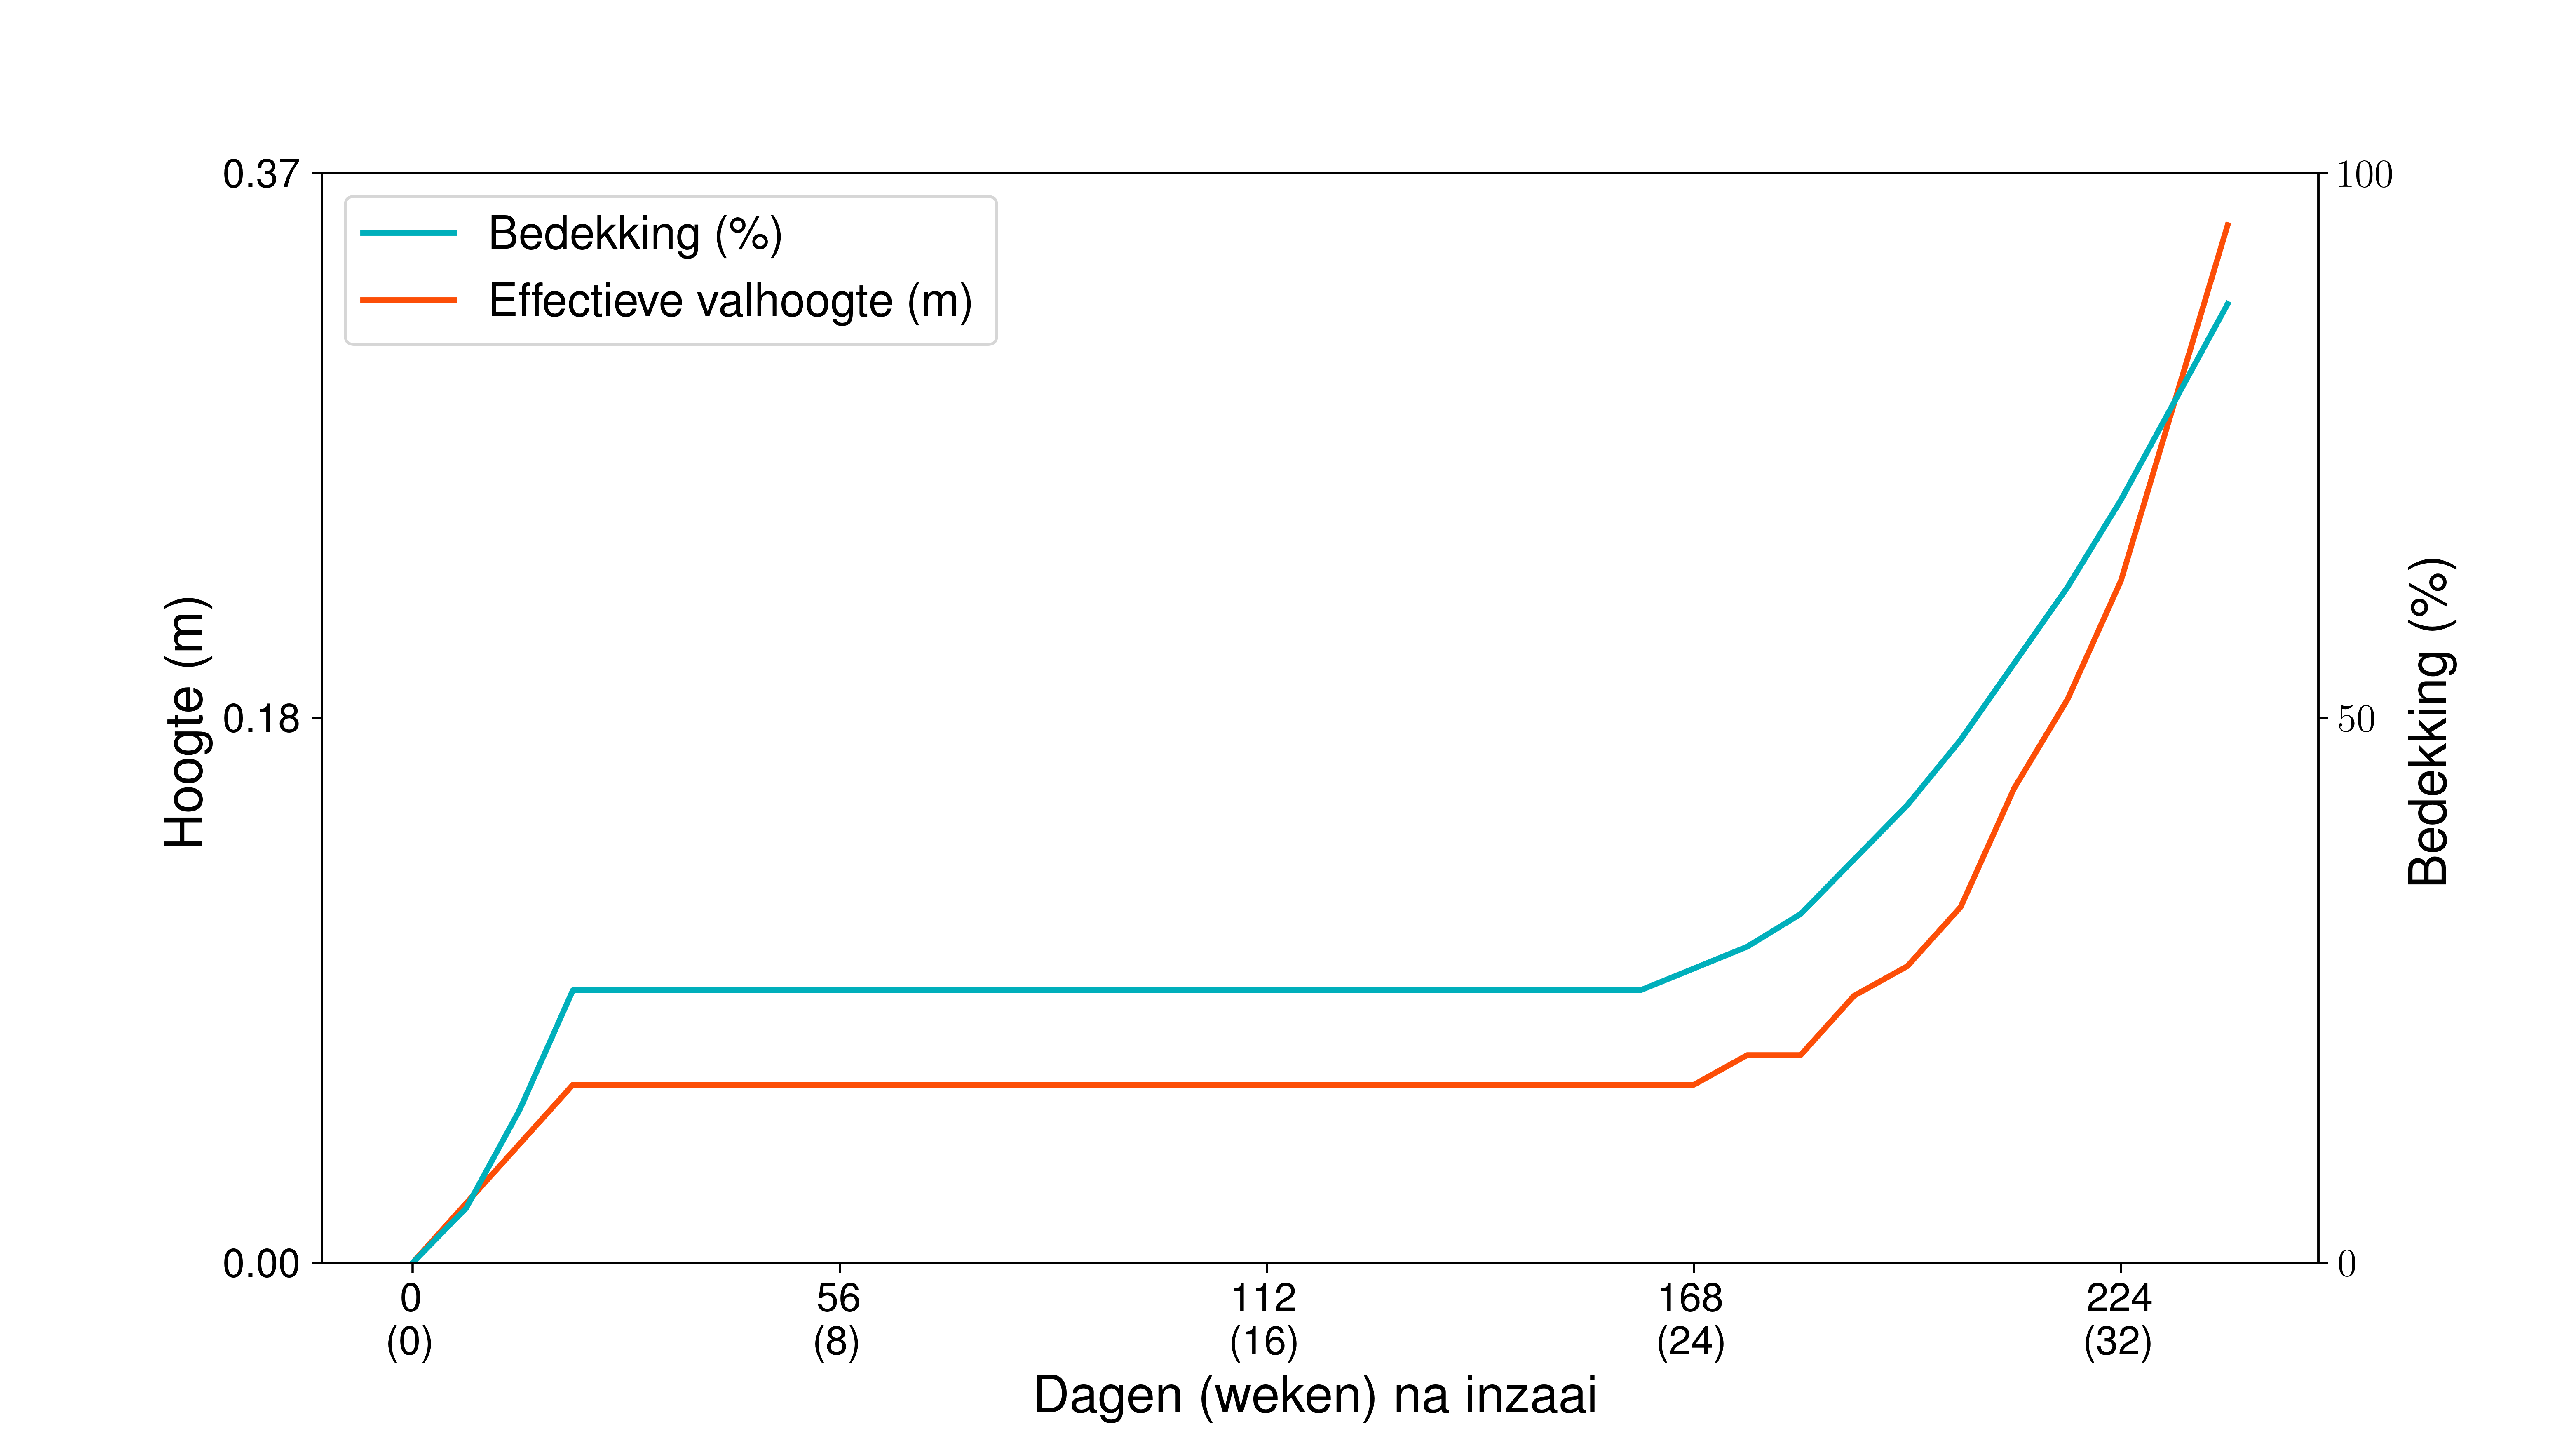 0.37
0.18
0.00
Hoogte (m)
Bedekking (%)
Effectieve valhoogte (m)
100
50
0
Bedekking (%)
0 56 112 168 224
(0) (8) (16) (24) (32)
Dagen (weken) na inzaai